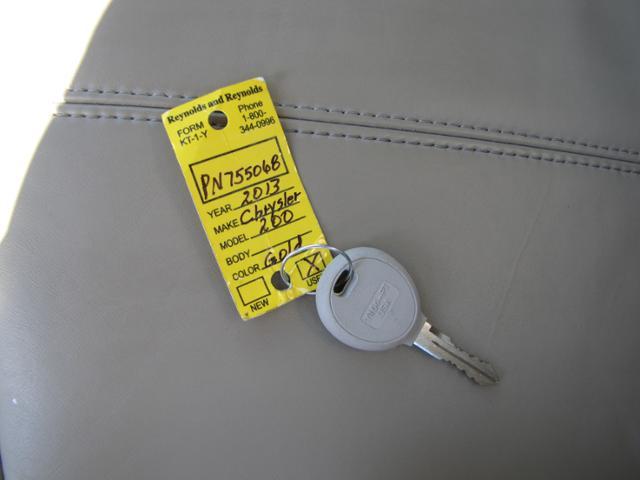 Reynolds and Reynolds
FORM
KT-1-Y
Phone
1-800-
344-0996
PN755068
YEAR 2013
MAKE Chrysler
MODEL 200
BODY
COLOR Gold
NEW
X
USE